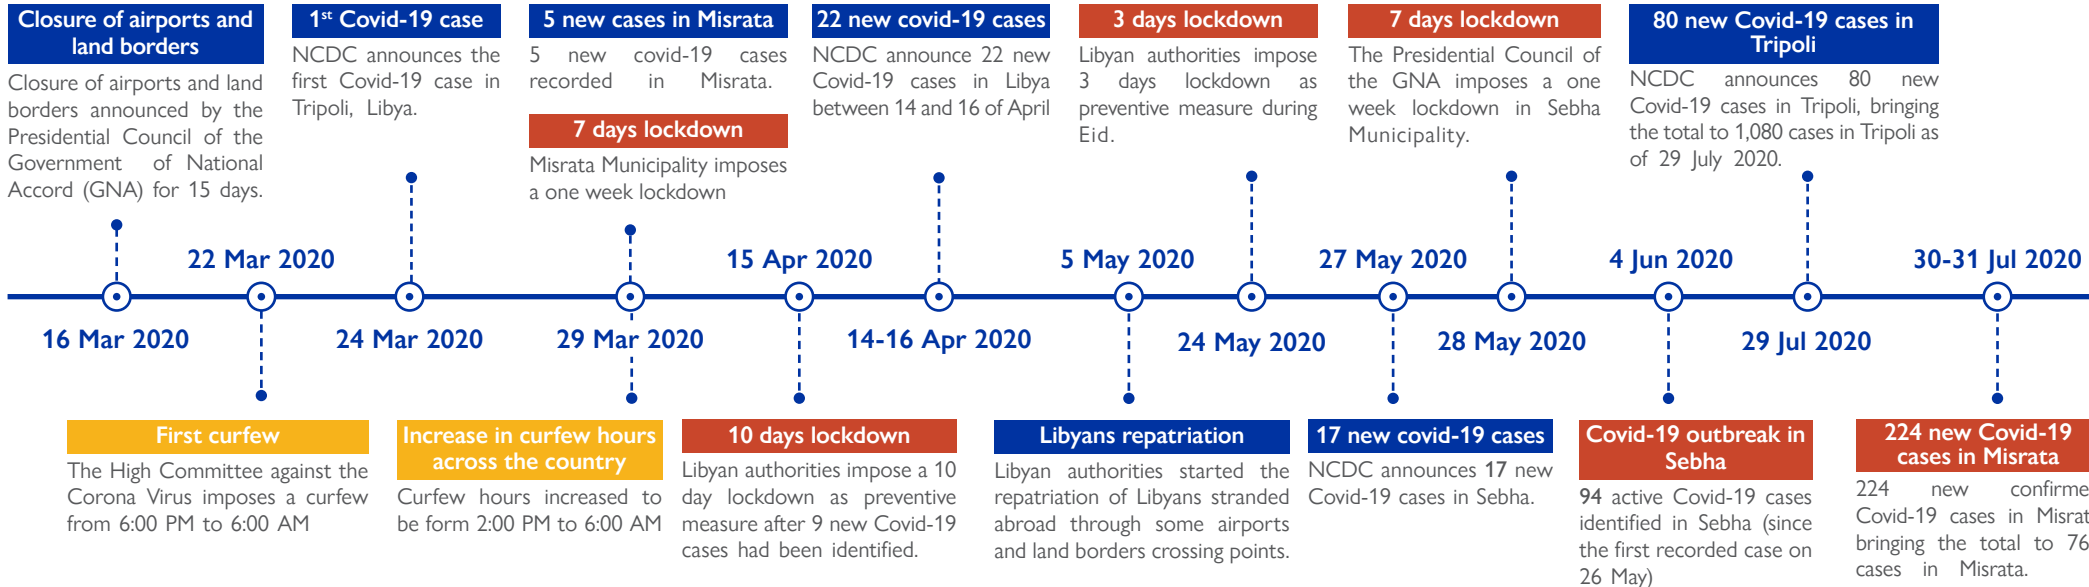 Closure of airports and
land borders
Closure of airports and land
borders announced by the
Presidential Council of the
Government of National
Accord (GNA) for 15 days.
1st Covid-19 case
NCDC announces the
first Covid-19 case in
Tripoli, Libya.
5 new cases in Misrata
5 new covid-19 cases
recorded in Misrata.
7 days lockdown
Misrata Municipality imposes
a one week lockdown
22 new covid-19 cases
NCDC announce 22 new
Covid-19 cases in Libya
between 14 and 16 of April
3 days lockdown
Libyan authorities impose
3 days lockdown as
preventive measure during
Eid.
7 days lockdown
The Presidential Council of
the GNA imposes a one
week lockdown in Sebha
Municipality.
80 new Covid-19 cases in
Tripoli
NCDC announces 80 new
Covid-19 cases in Tripoli, bringing
the total to 1,080 cases in Tripoli as
of 29 July 2020.
22 Mar 2020
15 Apr 2020
5 May 2020
27 May 2020
4 Jun 2020
30-31 Jul 2020
16 Mar 2020
24 Mar 2020
29 Mar 2020
14-16 Apr 2020
24 May 2020
28 May 2020
29 Jul 2020
First curfew
The High Committee against the
Corona Virus imposes a curfew
from 6:00 PM to 6:00 AM
Increase in curfew hours
across the country
Curfew hours increased to
be form 2:00 PM to 6:00 AM
10 days lockdown
Libyan authorities impose a 10
day lockdown as preventive
measure after 9 new Covid-19
cases had been identified.
Libyans repatriation
Libyan authorities started the
repatriation of Libyans stranded
abroad through some airports
and land borders crossing points.
17 new covid-19 cases
NCDC announces 17 new
Covid-19 cases in Sebha.
Covid-19 outbreak in
Sebha
94 active Covid-19 cases
identified in Sebha (since
the first recorded case on
26 May)
224 new Covid-19
cases in Misrata
224 new confirme
Covid-19 cases in Misrat
bringing the total to 76
cases in Misrata.